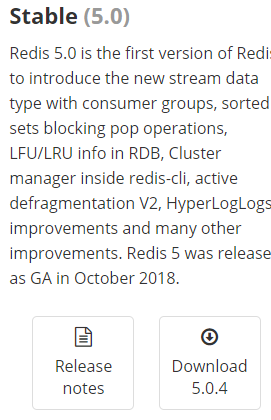 Stable (5.0)
Redis 5.0 is the first version of Redis
to introduce the new stream data
type with consumer groups, sorted
sets blocking pop operations,
LFU/LRU info in RDB, Cluster
manager inside redis-cli, active
defragmentation V2, HyperLogLogs
improvements and many other
improvements. Redis 5 was release
as GA in October 2018.
Release
notes
Download
5.0.4